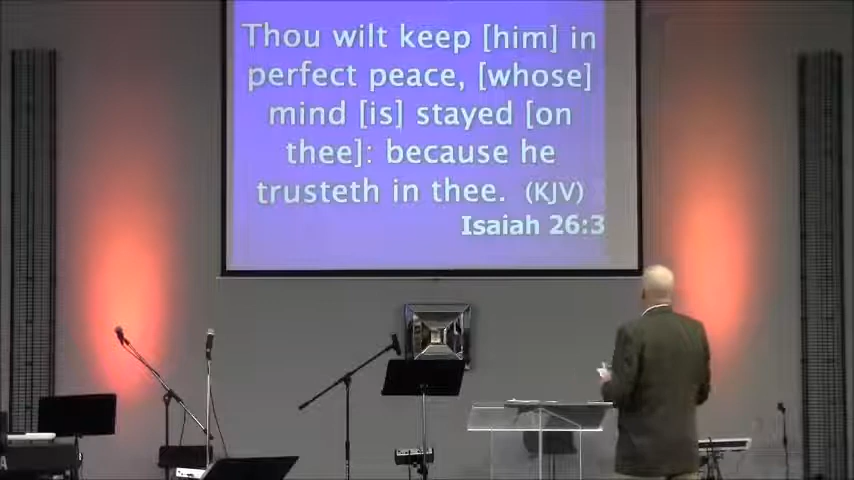 Thou wilt keep [him] in
perfect peace, [whose]
mind [is] stayed [on
thee]: because he
trusteth in thee. (KJV)
Isaiah 26:3